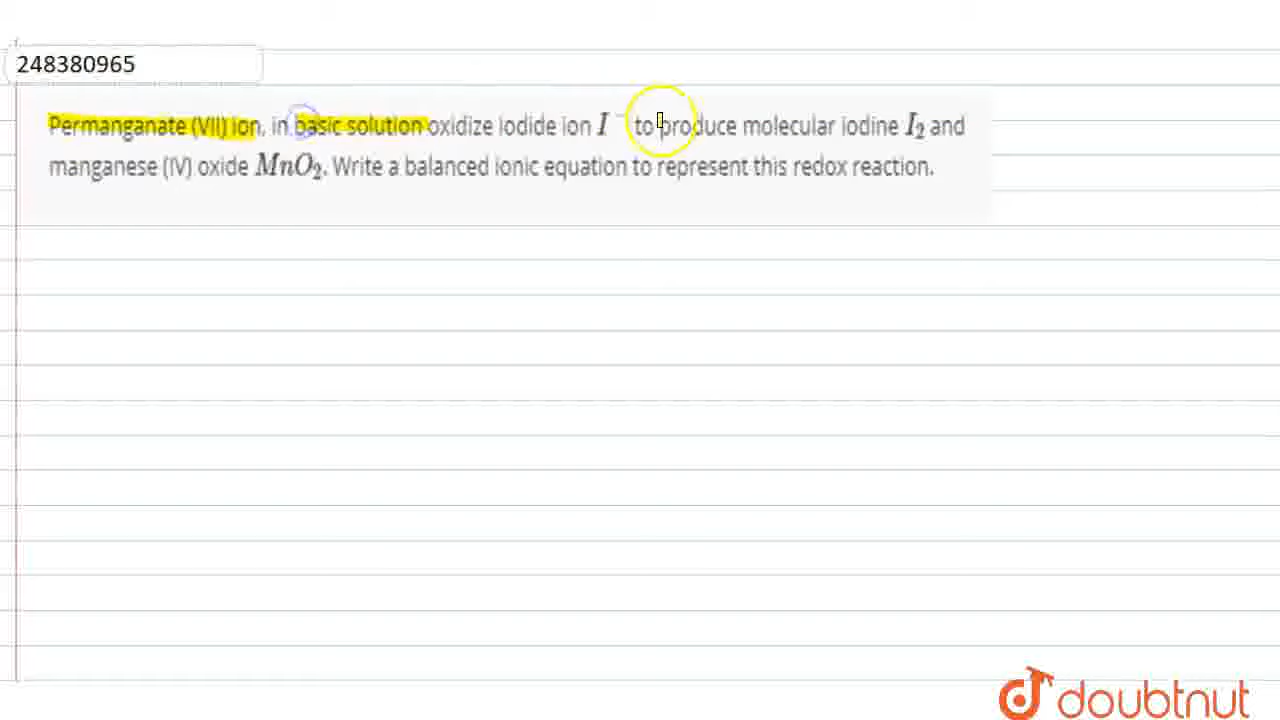 248380965
Permanganate (VII) ion, in basic solution oxidize iodide ion I⁻ to produce molecular iodine I₂ and
manganese (IV) oxide MnO₂. Write a balanced ionic equation to represent this redox reaction.
doubtnut